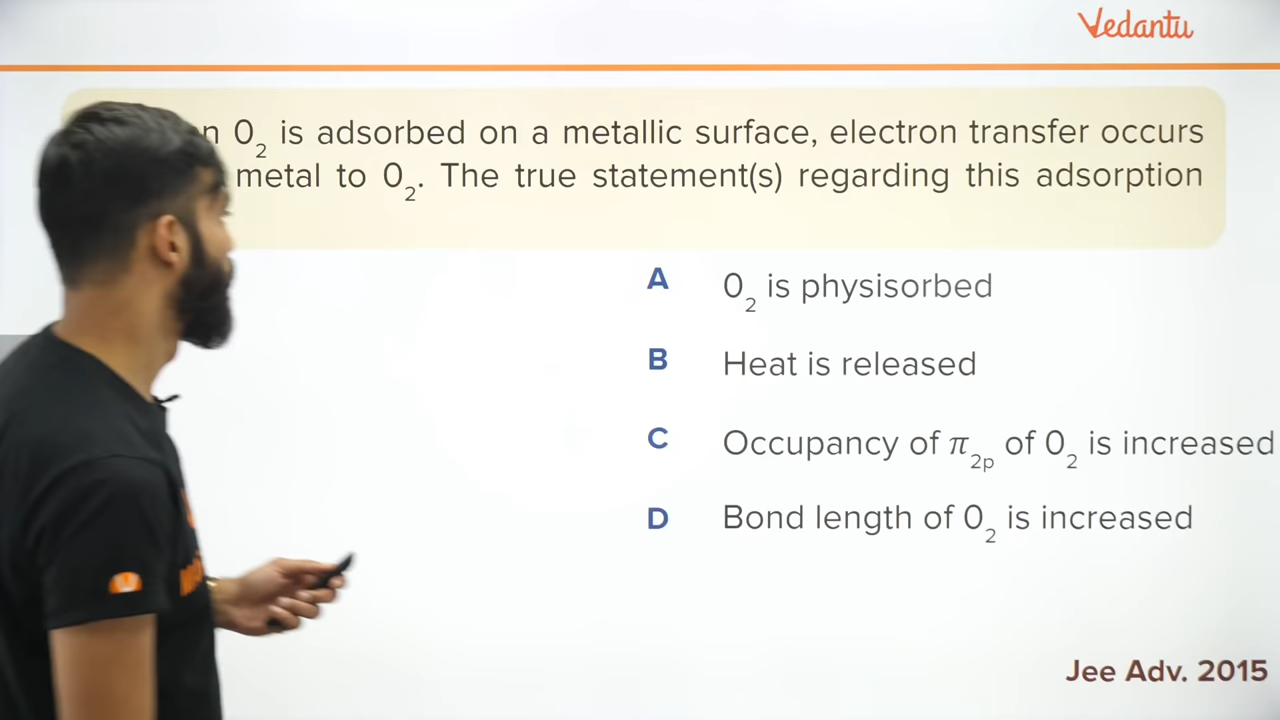 Vedantu
n O₂ is adsorbed on a metallic surface, electron transfer occurs
metal to O₂. The true statement(s) regarding this adsorption
A O₂ is physisorbed
B Heat is released
C Occupancy of π₂ₚ of O₂ is increased
D Bond length of O₂ is increased
Jee Adv. 2015